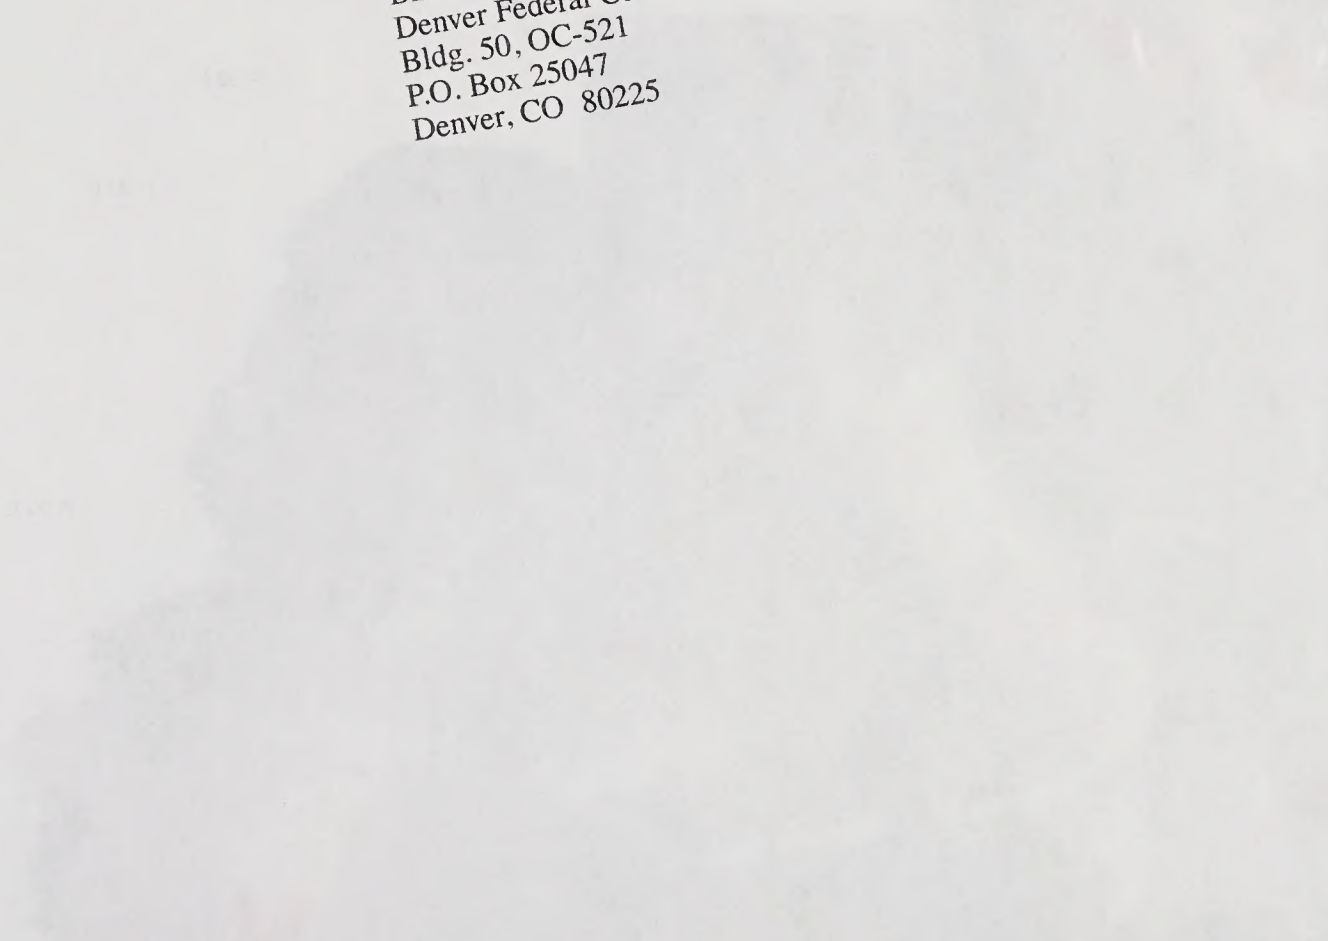 Denver Federal
Bldg. 50, OC-521
P.O. Box 25047
Denver, CO 80225